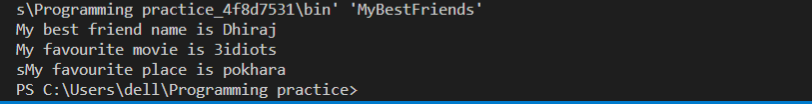 s\Programming practice_4f8d7531\bin' 'MyBestFriends'
My best friend name is Dhiraj
My favourite movie is 3idiots
sMy favourite place is pokhara
PS C:\Users\dell\Programming practice>